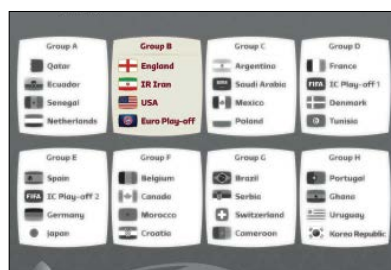 Group A
Qatar
Ecuador
Senegal
Netherlands
Group B
England
IR Iran
USA
Euro Play-off
Group C
Argentina
Saudi Arabia
Mexico
Poland
Group D
France
FIFA IC Play-off 1
Denmark
Tunisia
Group E
Spain
FIFA IC Play-off 2
Germany
Japan
Group F
Belgium
Canada
Morocco
Croatia
Group G
Brazil
Serbia
Switzerland
Cameroon
Group H
Portugal
Ghana
Uruguay
Korea Republic